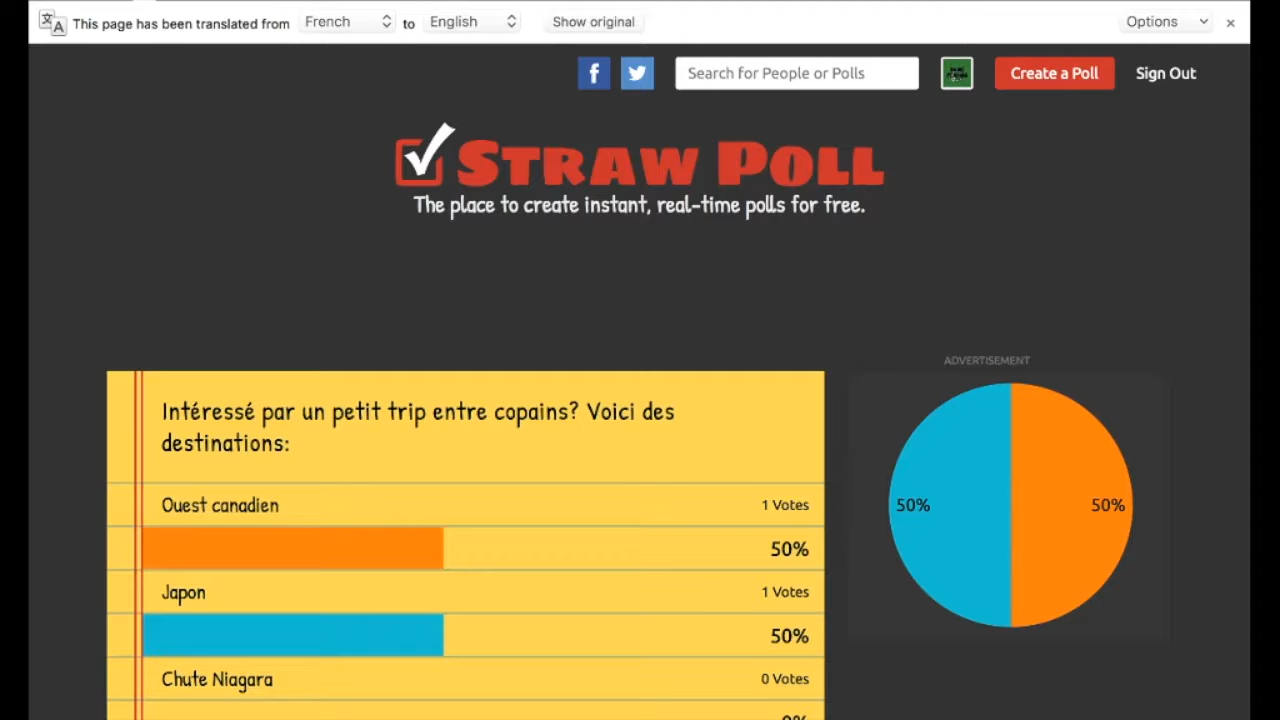 This page has been translated from French to English Show original Options ×
Search for People or Polls Create a Poll Sign Out
STRAW POLL
The place to create instant, real-time polls for free.
ADVERTISEMENT
Intéressé par un petit trip entre copains? Voici des
destinations:
Ouest canadien 1 Votes
50%
Japon 1 Votes
50%
Chute Niagara 0 Votes
0%
50% 50%